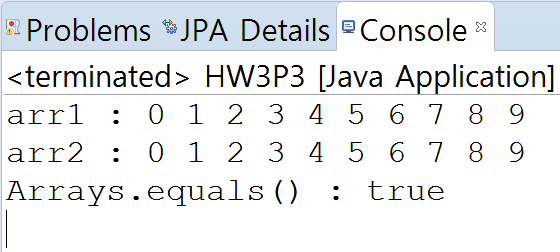 Problems JPA Details Console
<terminated> HW3P3 [Java Application]
arr1 : 0 1 2 3 4 5 6 7 8 9
arr2 : 0 1 2 3 4 5 6 7 8 9
Arrays.equals() : true